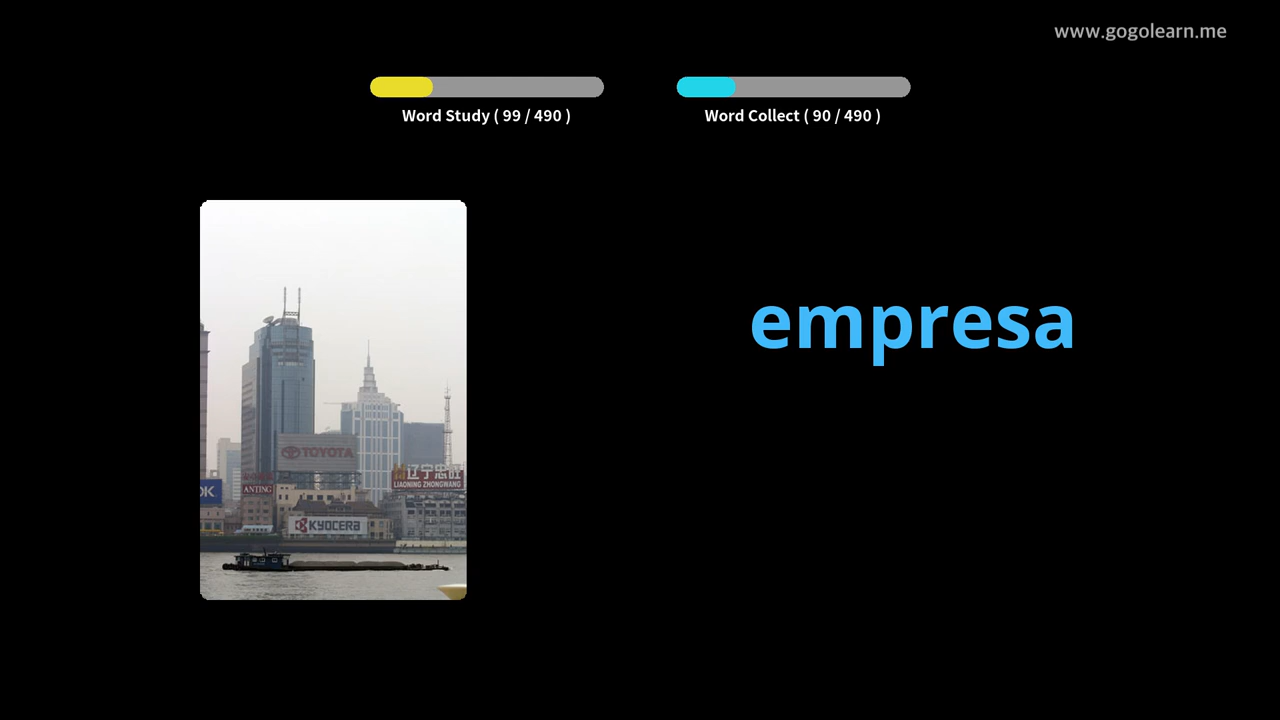 www.gogolearn.me
Word Study ( 99 / 490 )
Word Collect ( 90 / 490 )
empresa
TOYOTA
辽宁忠旺
LIAONING ZHONGWANG
OK
ANTING
KYOCERA